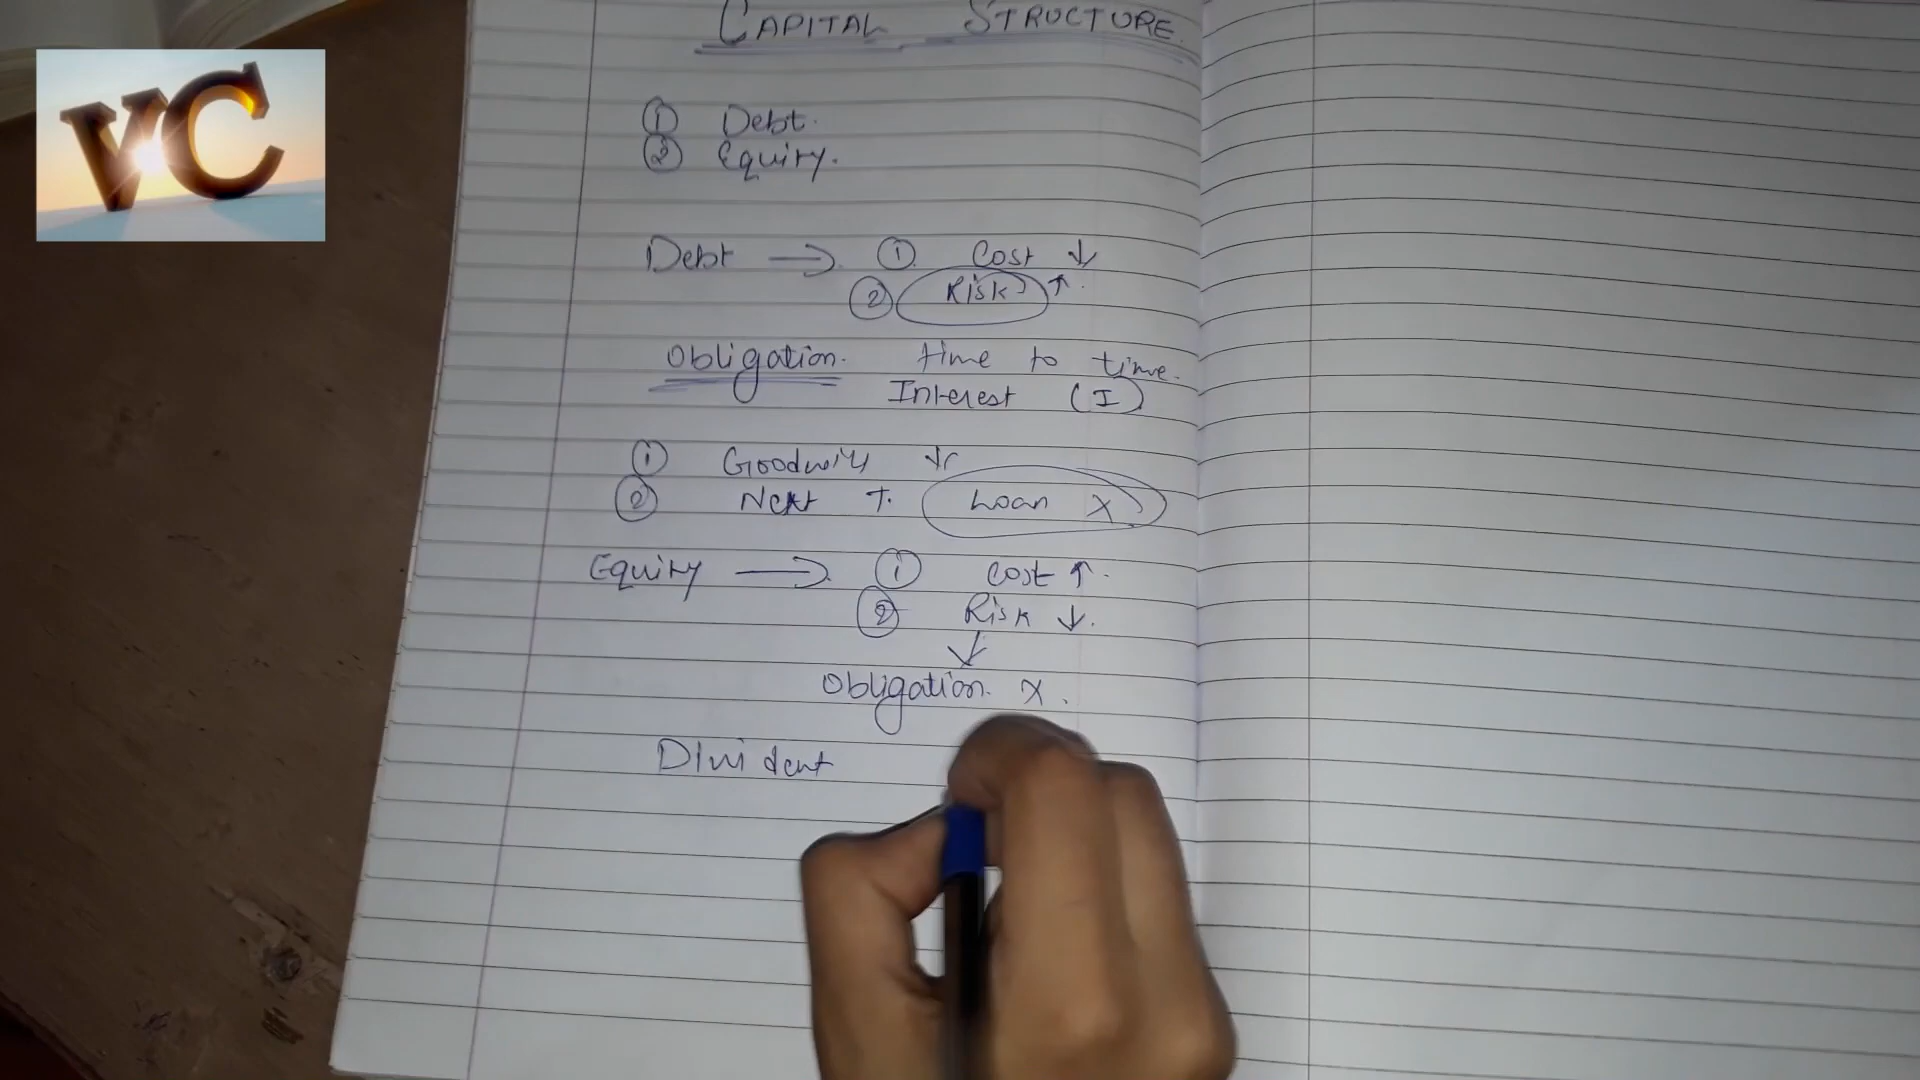 CAPITAL STRUCTURE.
VC
① Debt.
② Equity.
Debt → ① Cost ↓
② Risk ↑.
Obligation. time to time.
Interest (I)
① Goodwill ↓
② Next T. Loan X
Equity → ① Cost ↑.
② Risk ↓.
↓
Obligation. X.
Divident